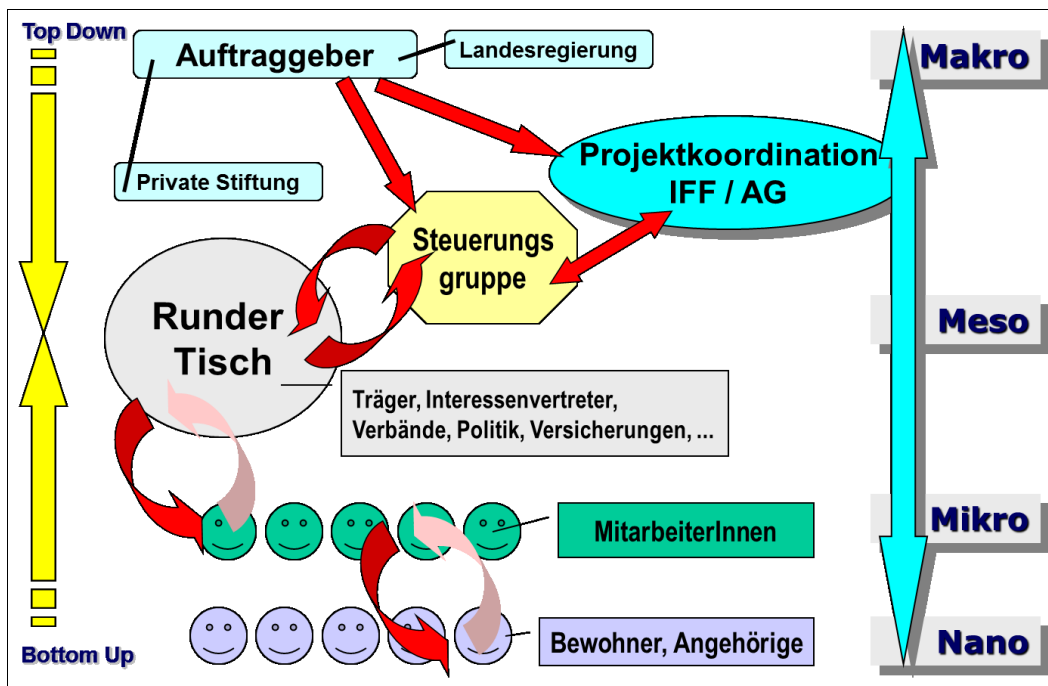 Top Down
Auftraggeber
Landesregierung
Makro
Private Stiftung
Projektkoordination
IFF / AG
Steuerungs
gruppe
Runder
Tisch
Meso
Träger, Interessenvertreter,
Verbände, Politik, Versicherungen, ...
MitarbeiterInnen
Mikro
Bewohner, Angehörige
Nano
Bottom Up